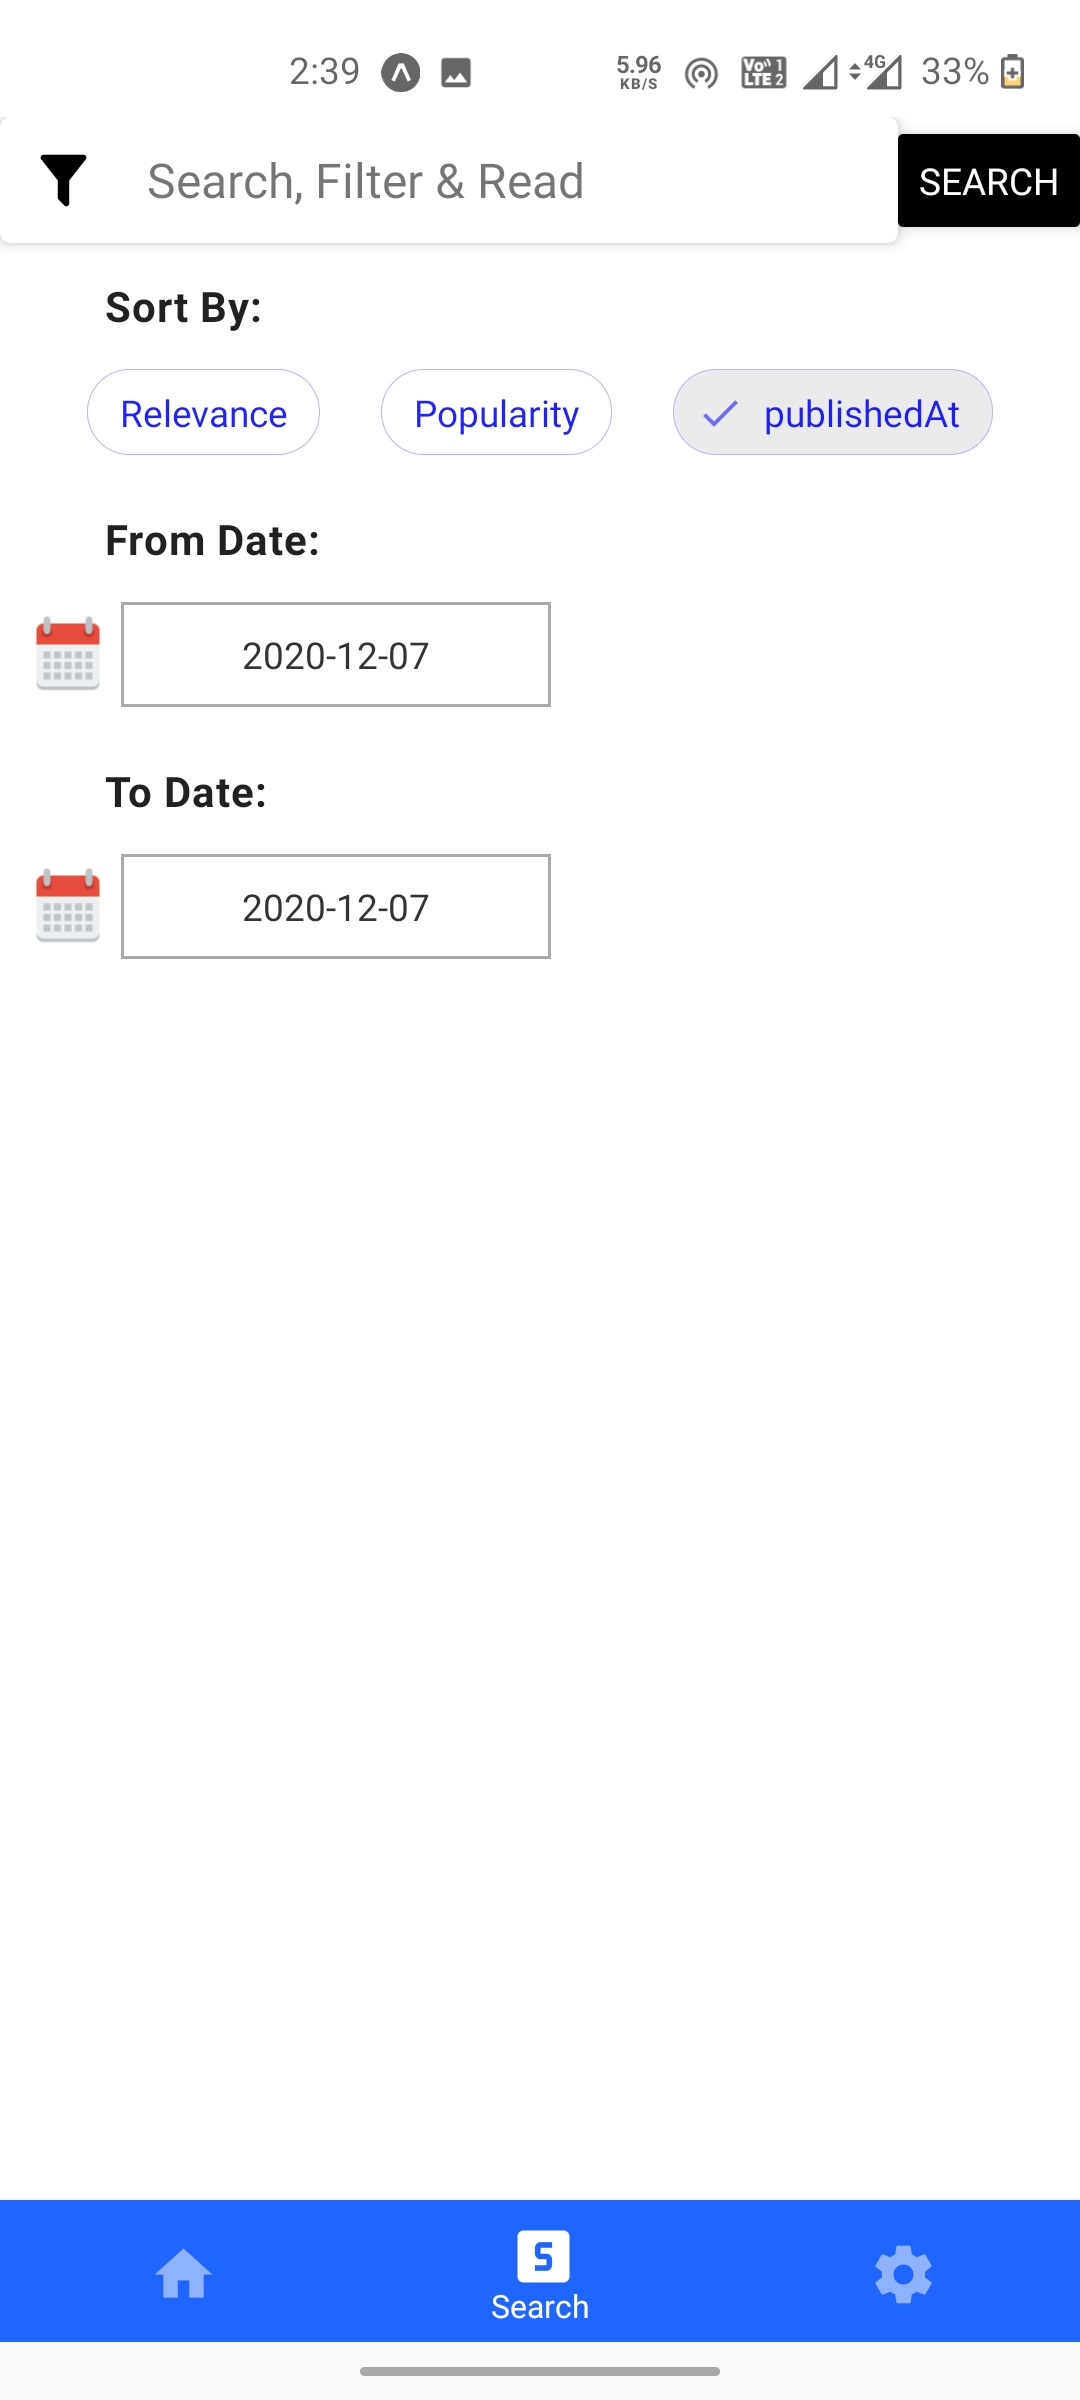 2:39 5.96 KB/S Vo)) 1 LTE 2 4G 33%
Search, Filter & Read SEARCH
Sort By:
Relevance Popularity publishedAt
From Date:
2020-12-07
To Date:
2020-12-07
S
Search